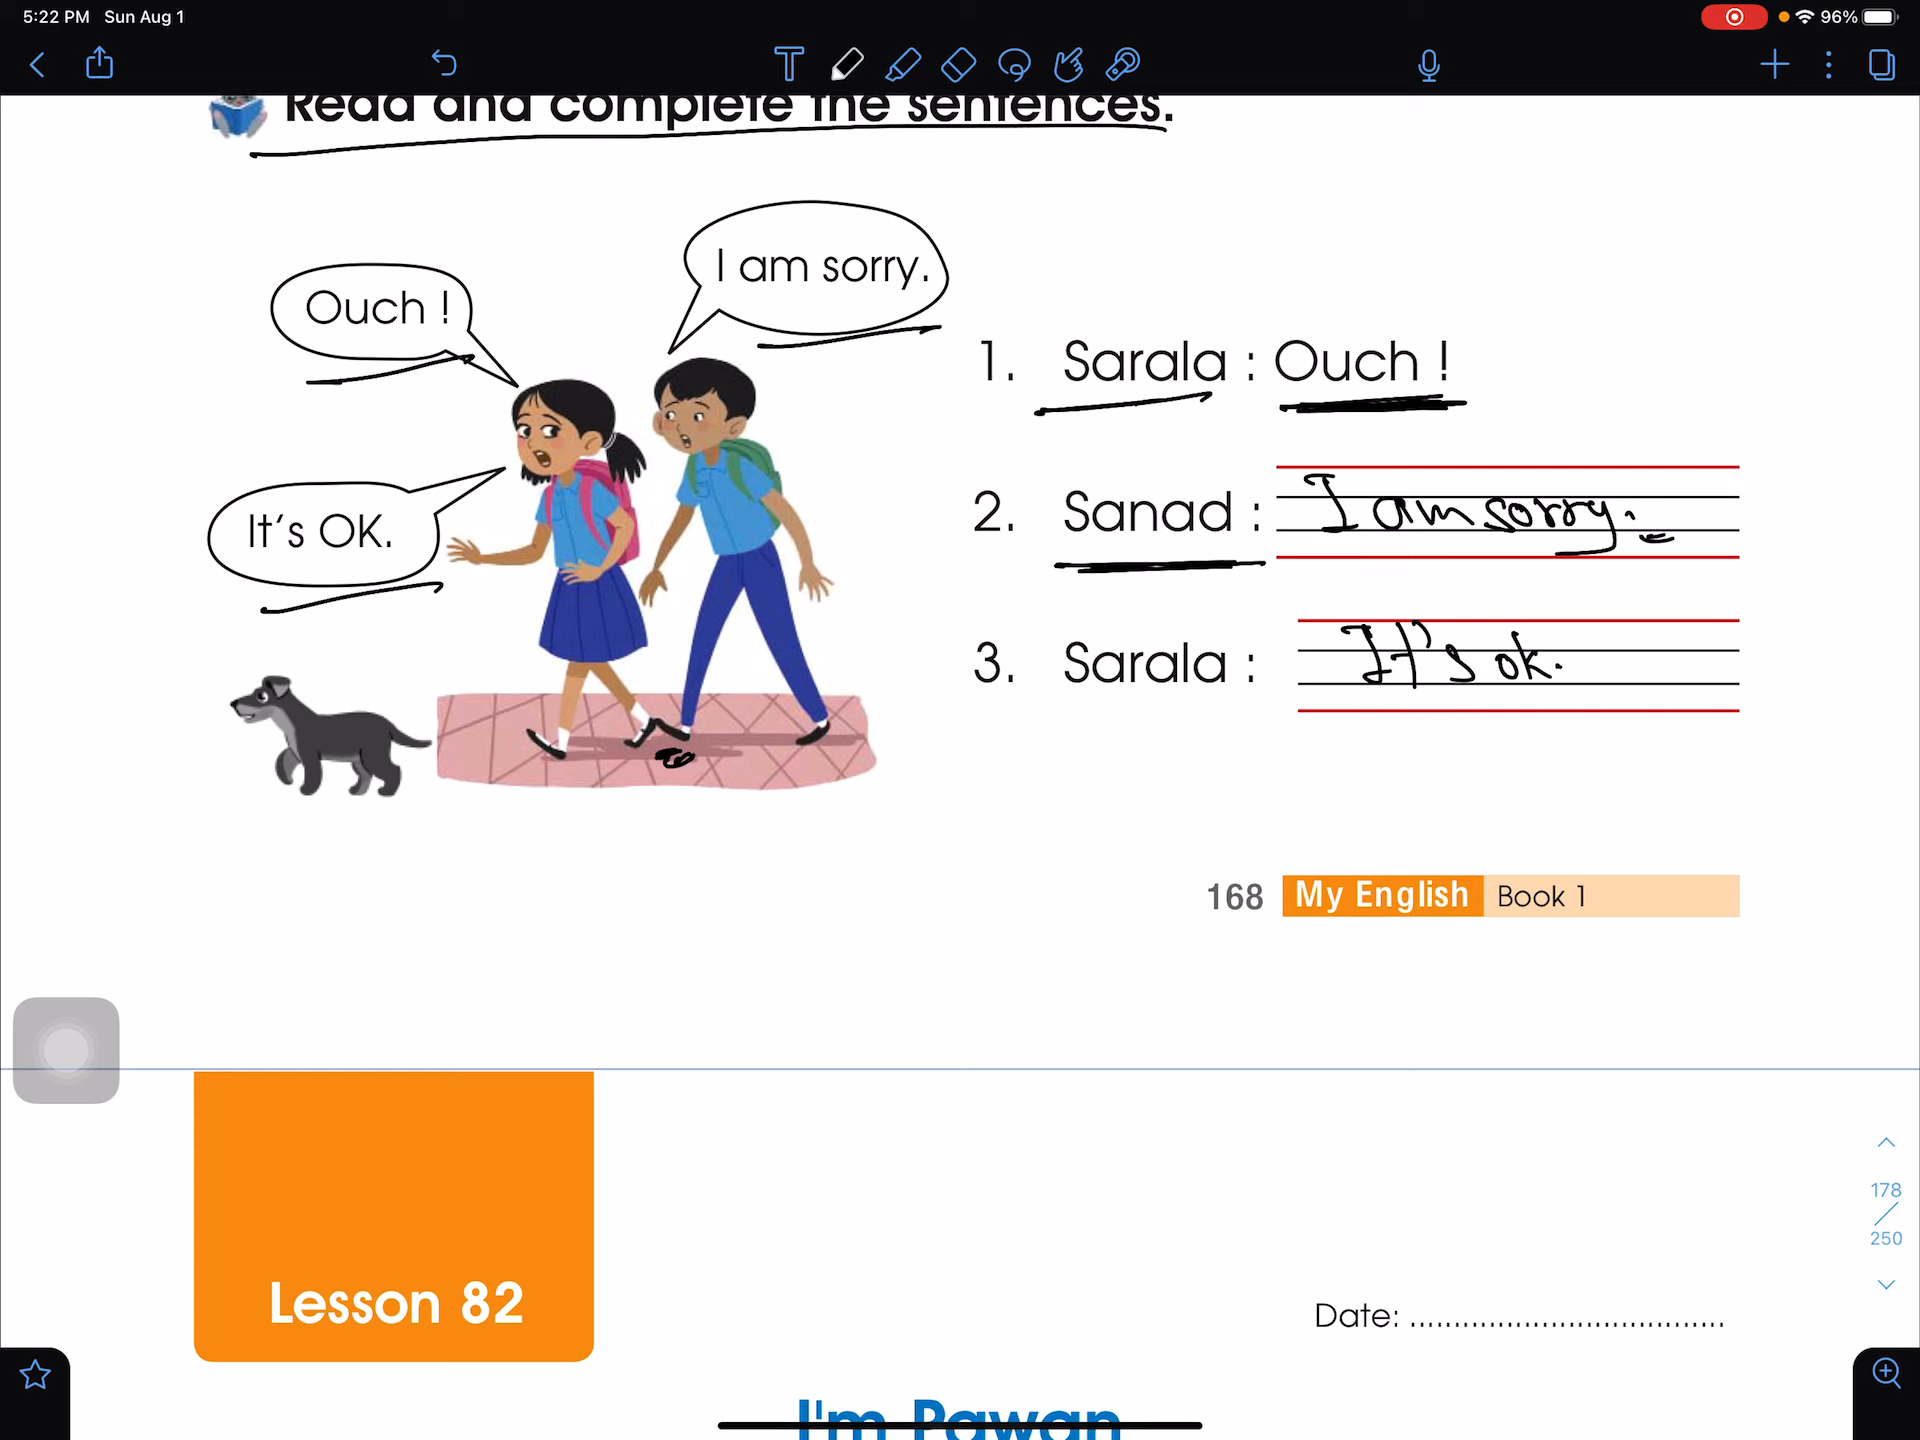 5:22 PM Sun Aug 1
96%
Read and complete the sentences.
I am sorry.
Ouch !
It's OK.
1. Sarala : Ouch !
2. Sanad : I am sorry.
3. Sarala : It's ok.
168 My English Book 1
178
250
Lesson 82
Date: ....................................
I'm Pawan